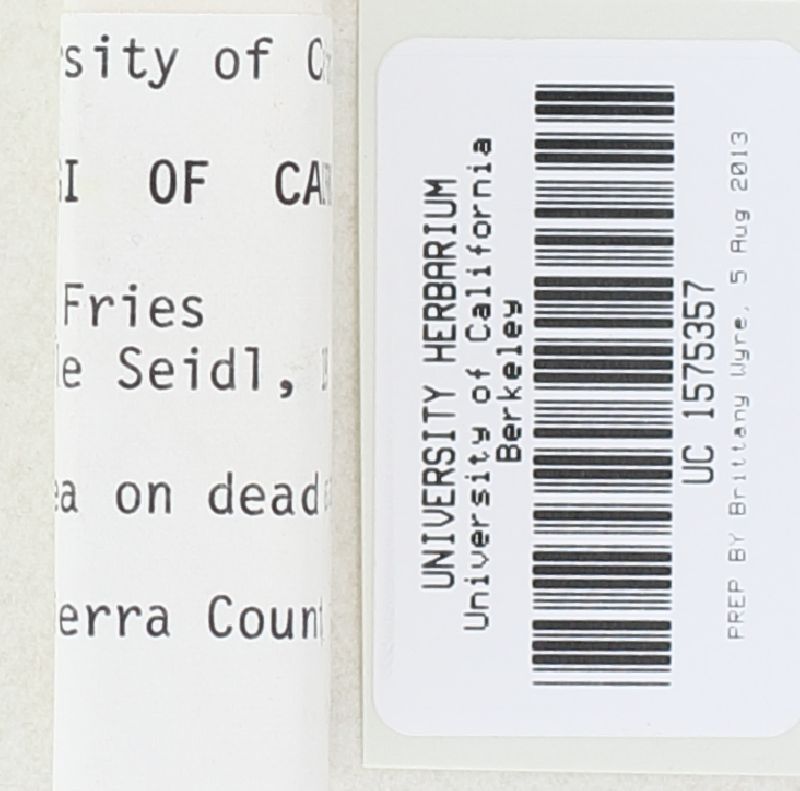 sity of C
I OF CA
Fries
e Seidl,
a on dead
erra Coun
UNIVERSITY HERBARIUM
University of California
Berkeley
UC 1575357
PREP BY Brittany Wyre, 5 Aug 2013